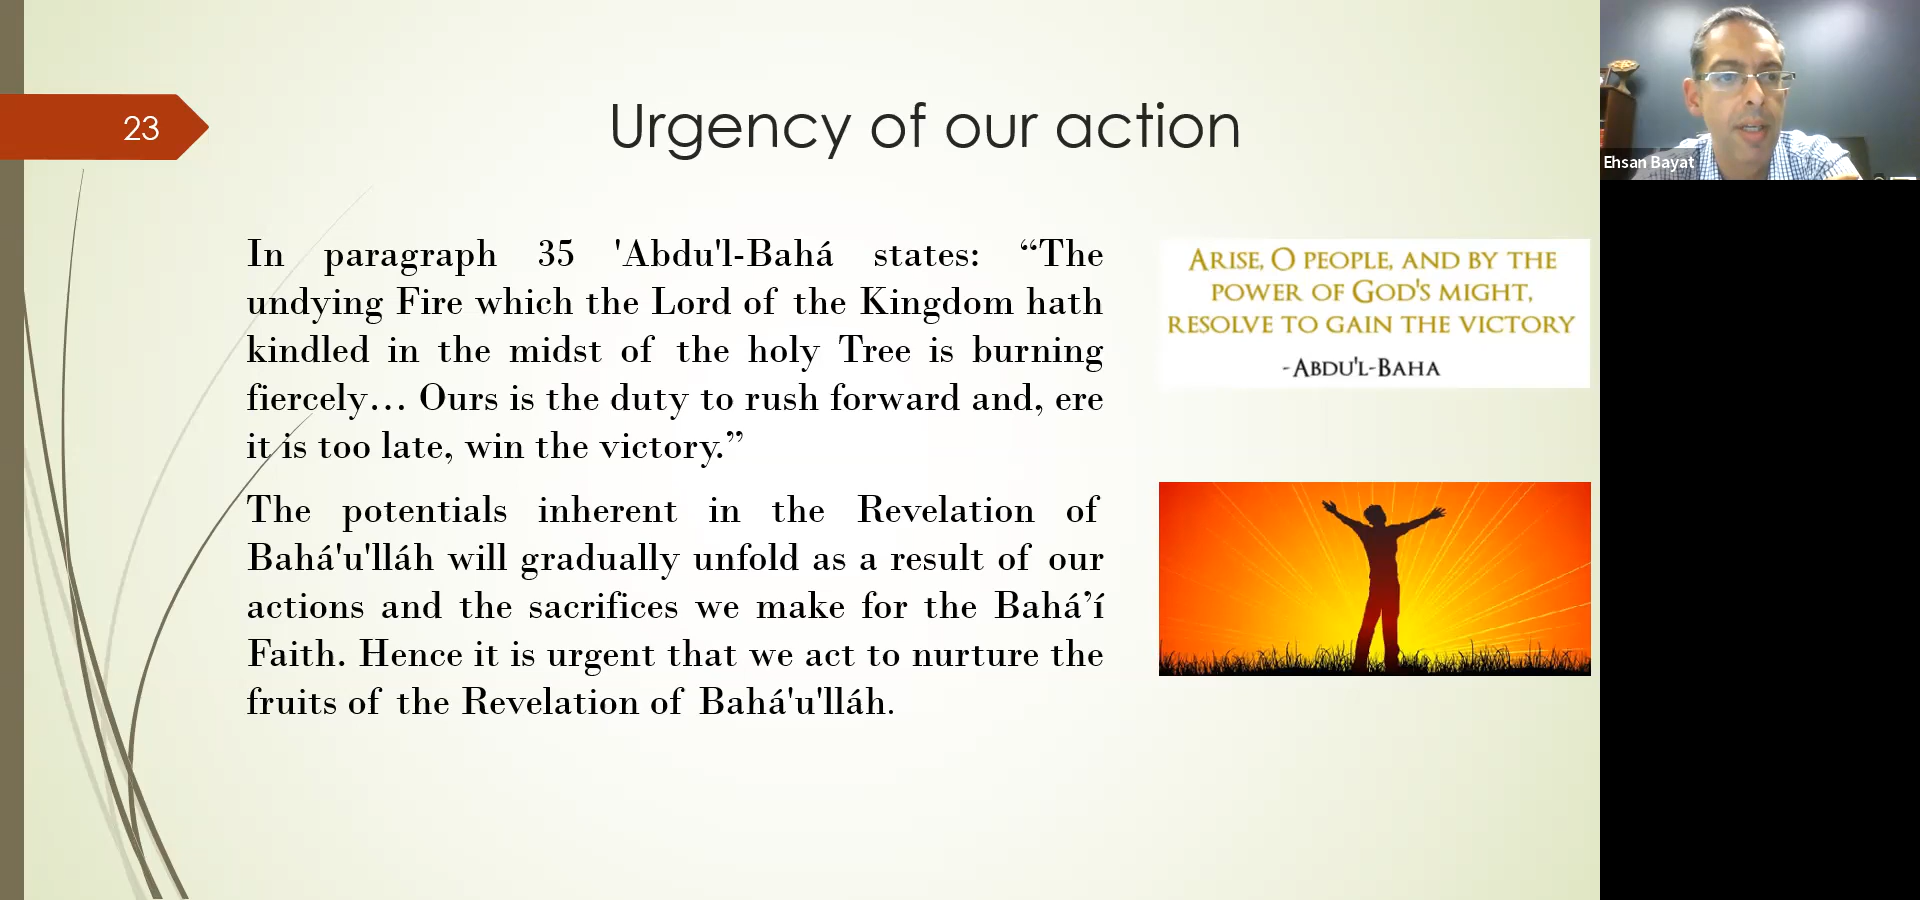 23
Urgency of our action
In paragraph 35 'Abdu'l-Bahá states: “The
undying Fire which the Lord of the Kingdom hath
kindled in the midst of the holy Tree is burning
fiercely… Ours is the duty to rush forward and, ere
it is too late, win the victory.”
The potentials inherent in the Revelation of
Bahá'u'lláh will gradually unfold as a result of our
actions and the sacrifices we make for the Bahá’í
Faith. Hence it is urgent that we act to nurture the
fruits of the Revelation of Bahá'u'lláh.
ARISE, O PEOPLE, AND BY THE
POWER OF GOD'S MIGHT,
RESOLVE TO GAIN THE VICTORY
-ABDU'L-BAHA
Ehsan Bayat